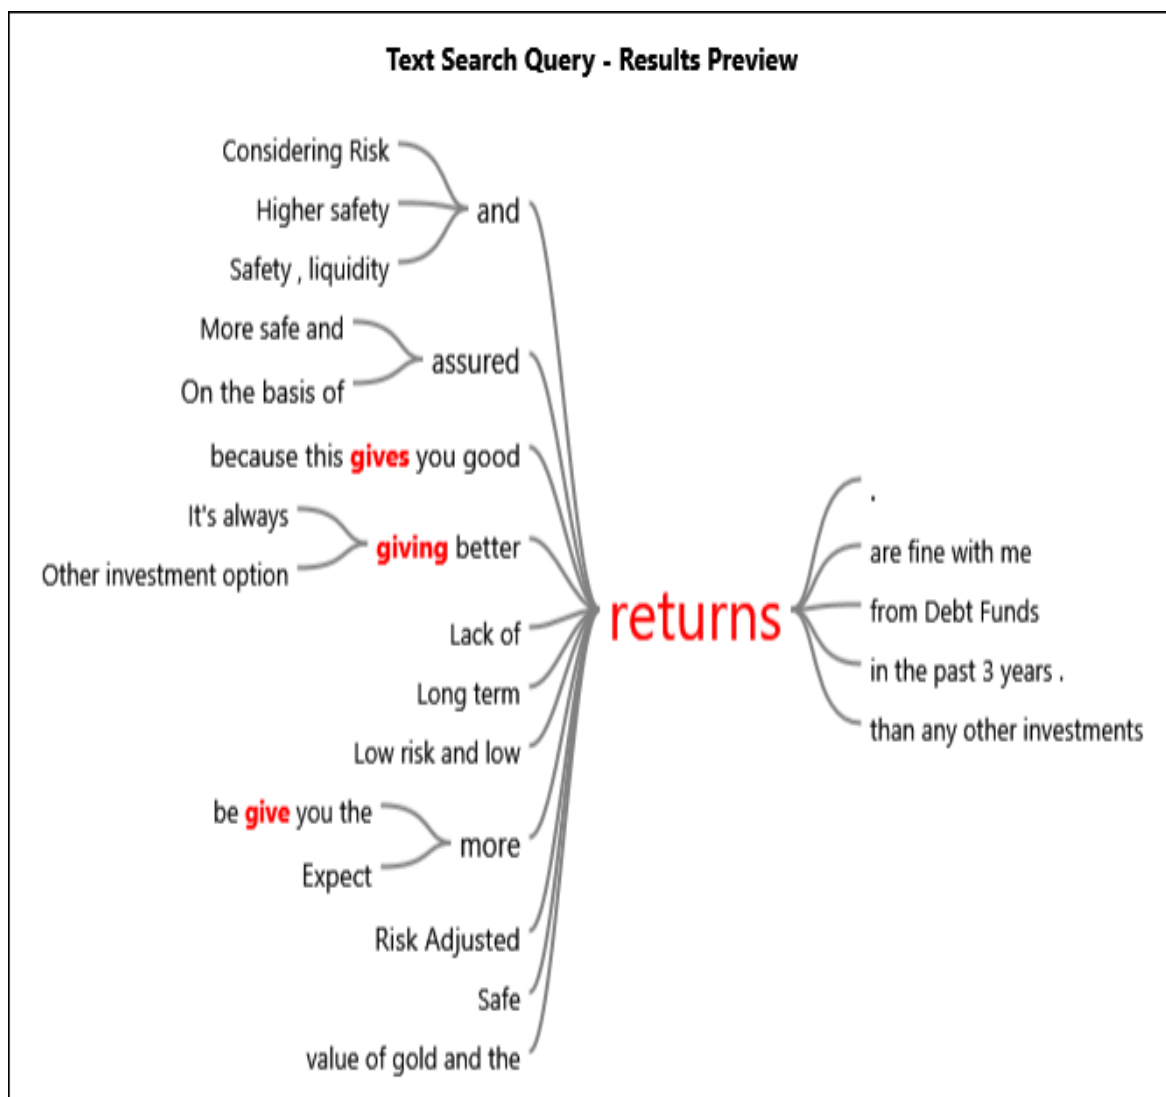 Text Search Query - Results Preview
Considering Risk
Higher safety
Safety , liquidity
and
More safe and
On the basis of
assured
because this gives you good
It's always
Other investment option
giving better
Lack of
Long term
Low risk and low
be give you the
Expect
more
Risk Adjusted
Safe
value of gold and the
returns
.
are fine with me
from Debt Funds
in the past 3 years .
than any other investments